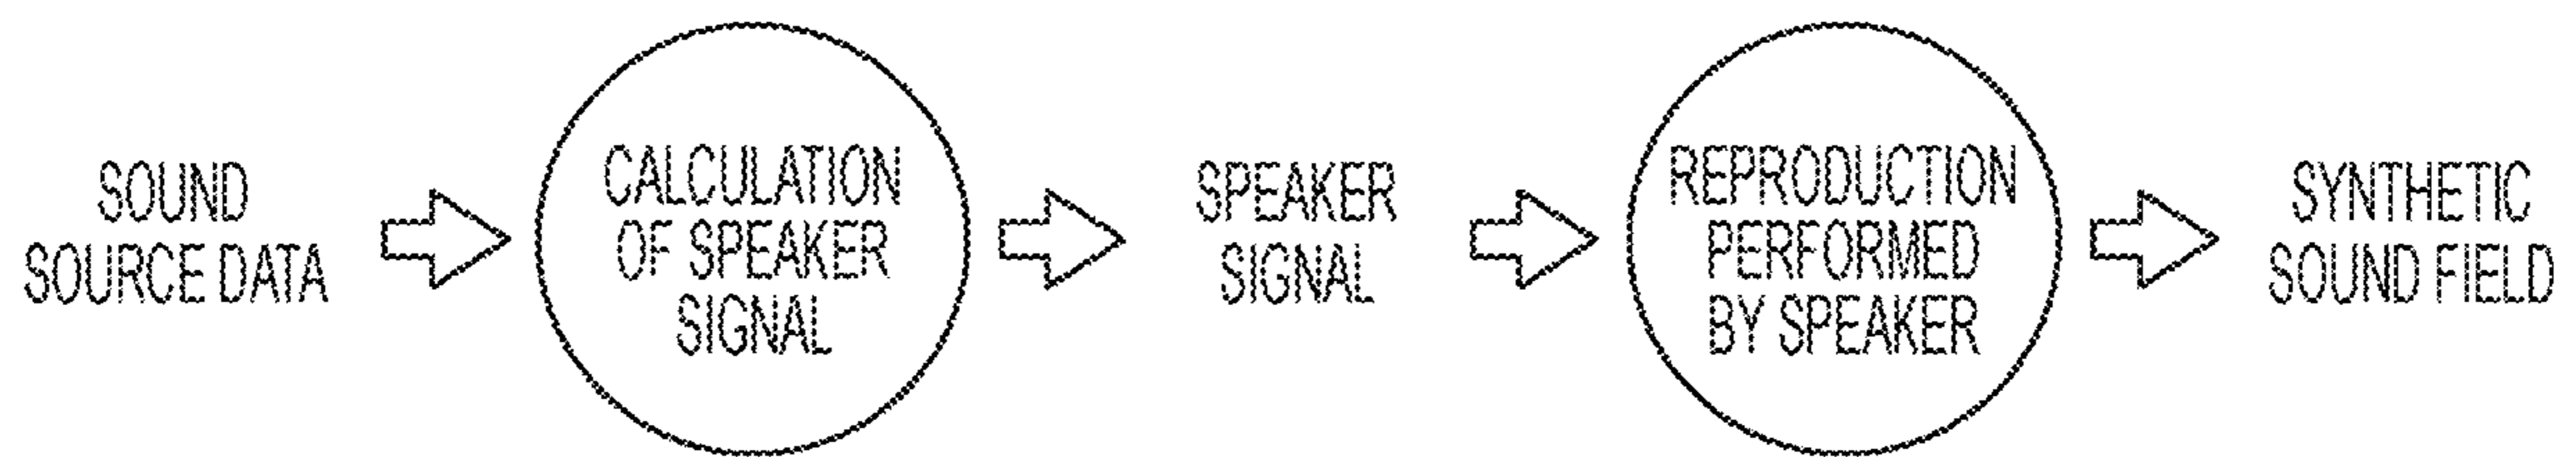 SOUND
SOURCE DATA
CALCULATION
OF SPEAKER
SIGNAL
SPEAKER
SIGNAL
REPRODUCTION
PERFORMED
BY SPEAKER
SYNTHETIC
SOUND FIELD